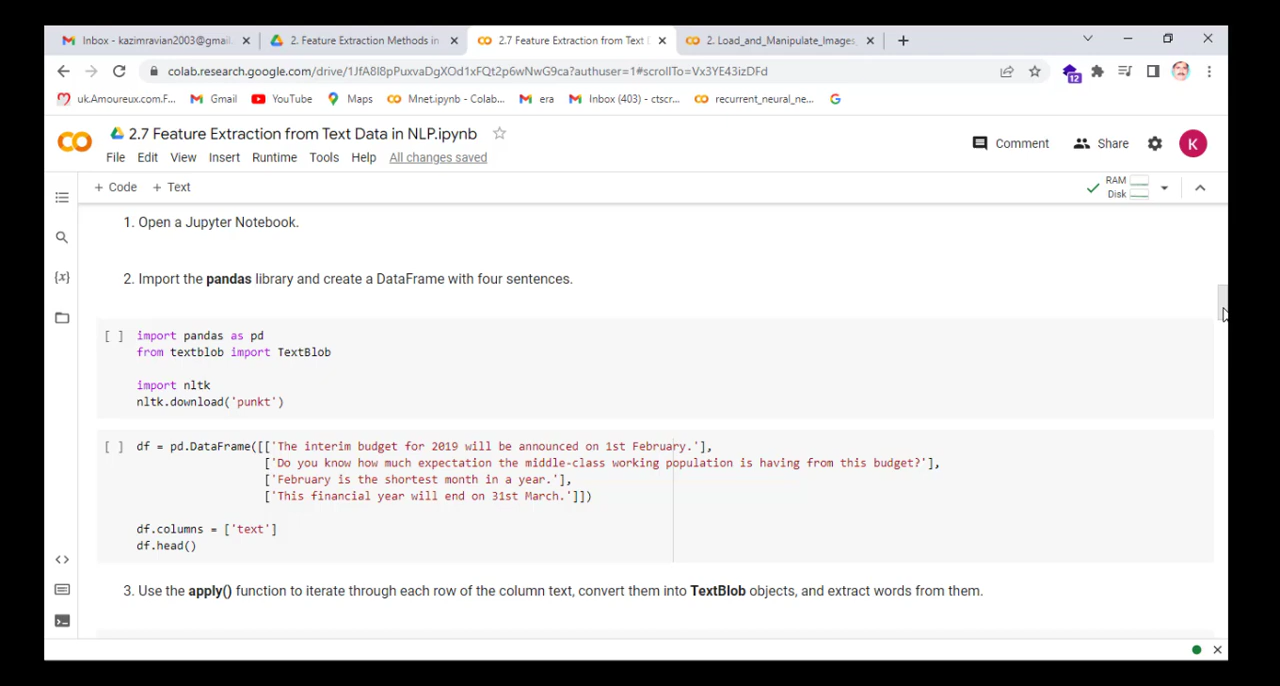 Inbox - kazimravian2003@gmail.
2. Feature Extraction Methods in
2.7 Feature Extraction from Text
2. Load_and_Manipulate_Images_
colab.research.google.com/drive/1JfA8I8pPuxvaDgXOd1xFQt2p6wNwG9ca?authuser=1#scrollTo=Vx3YE43izDFd
12
uk.Amoureux.com.F... Gmail YouTube Maps Mnet.ipynb - Colab... era Inbox (403) - ctscr... recurrent_neural_ne...
2.7 Feature Extraction from Text Data in NLP.ipynb
Comment Share K
File Edit View Insert Runtime Tools Help All changes saved
+ Code + Text
RAM
Disk
1. Open a Jupyter Notebook.
2. Import the pandas library and create a DataFrame with four sentences.
{x}
[ ] import pandas as pd
from textblob import TextBlob
import nltk
nltk.download('punkt')
[ ] df = pd.DataFrame([['The interim budget for 2019 will be announced on 1st February.'],
['Do you know how much expectation the middle-class working population is having from this budget?'],
['February is the shortest month in a year.'],
['This financial year will end on 31st March.']])
df.columns = ['text']
df.head()
3. Use the apply() function to iterate through each row of the column text, convert them into TextBlob objects, and extract words from them.